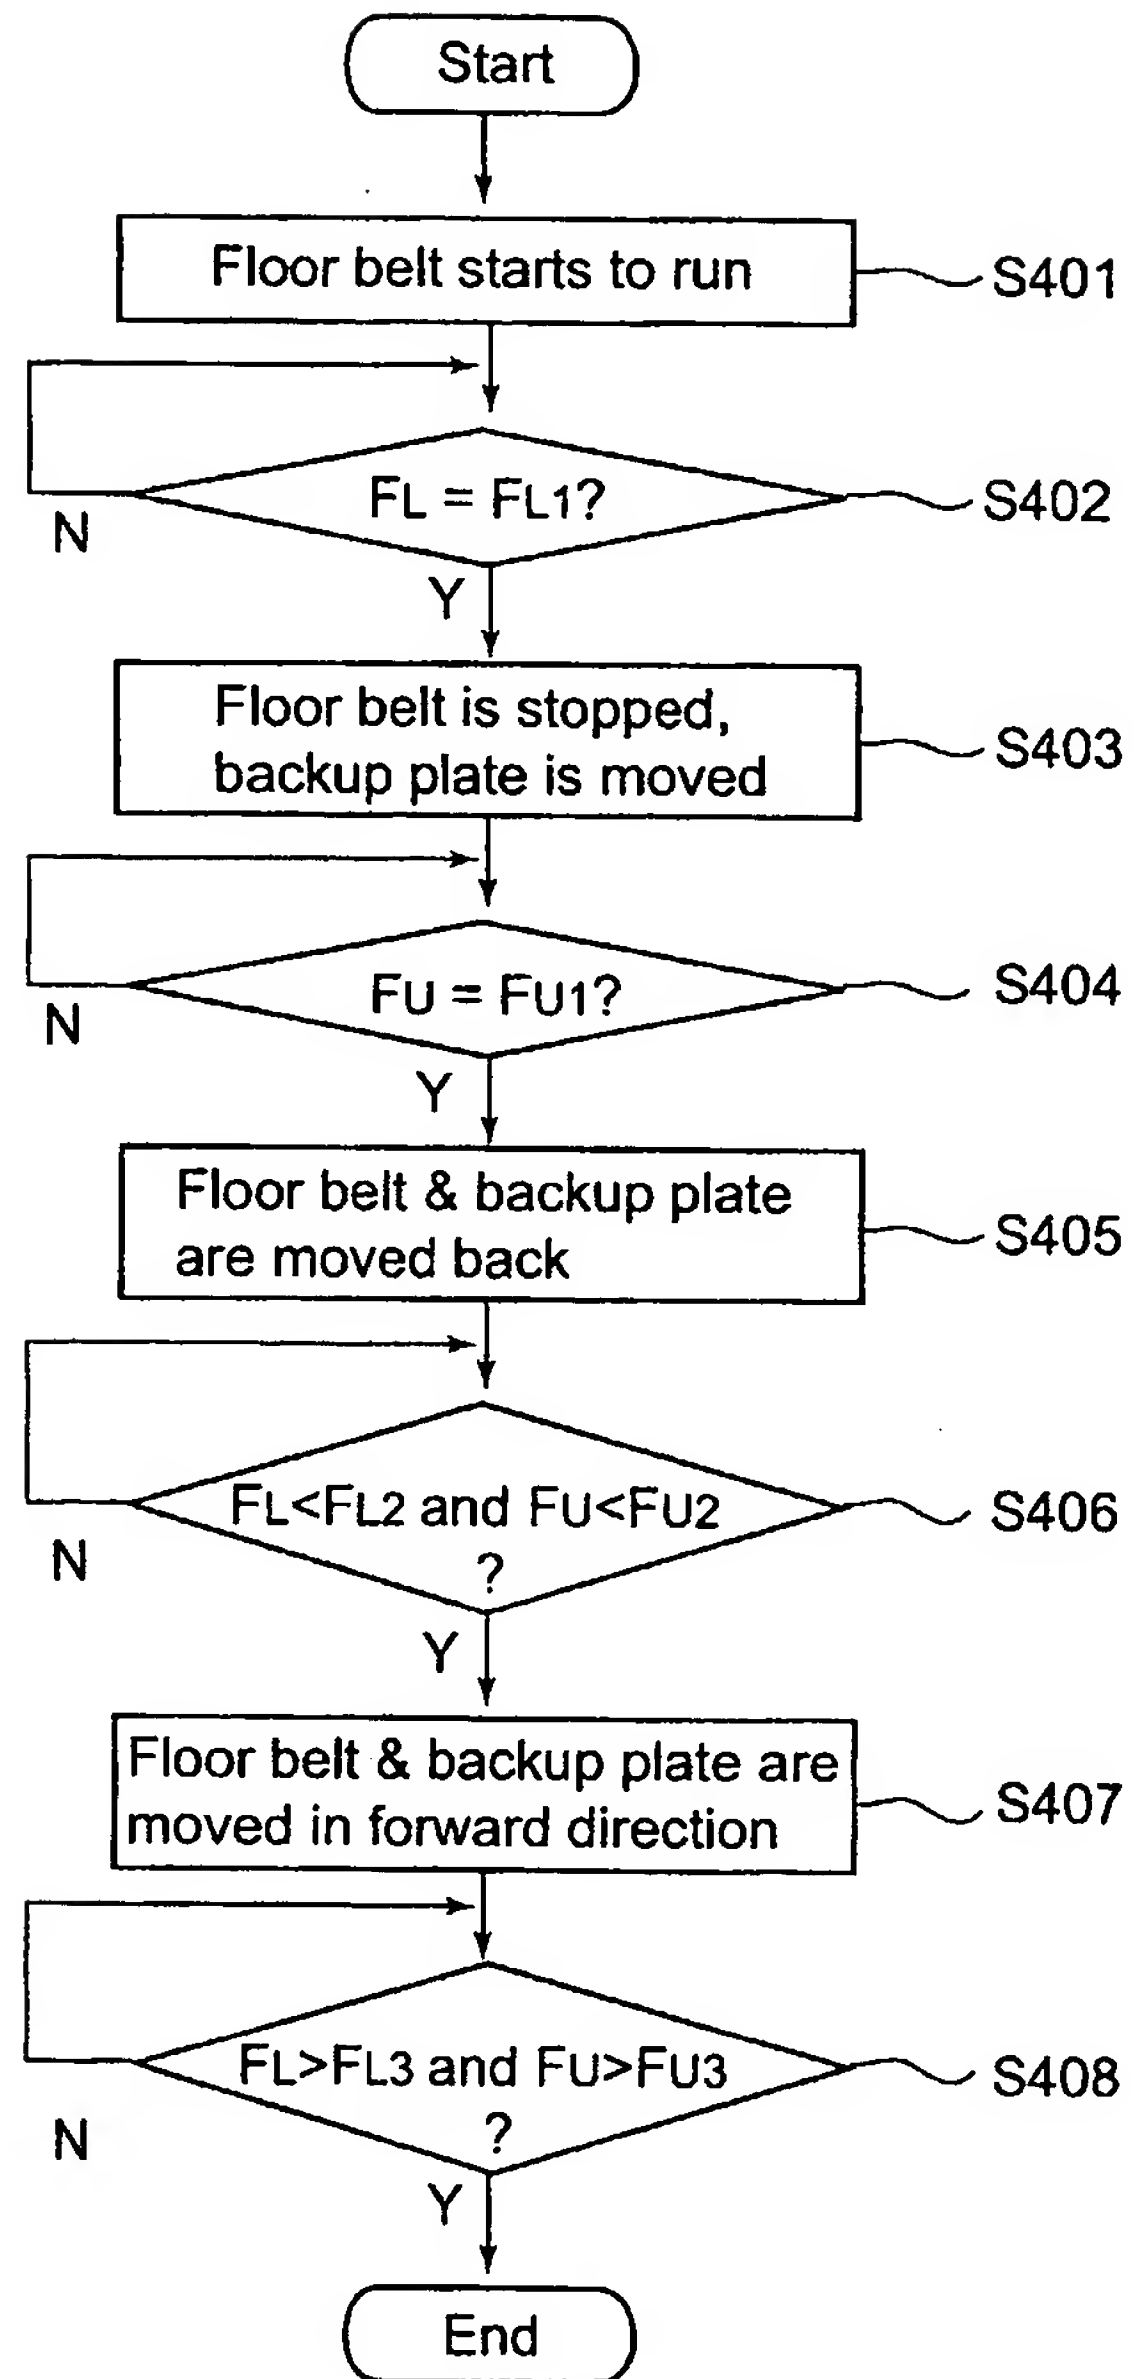 Start
Floor belt starts to run
S401
FL = FL1?
S402
N
Y
Floor belt is stopped,
backup plate is moved
S403
FU = FU1?
S404
N
Y
Floor belt & backup plate
are moved back
S405
FL<FL2 and FU<FU2
?
S406
N
Y
Floor belt & backup plate are
moved in forward direction
S407
FL>FL3 and FU>FU3
?
S408
N
Y
End